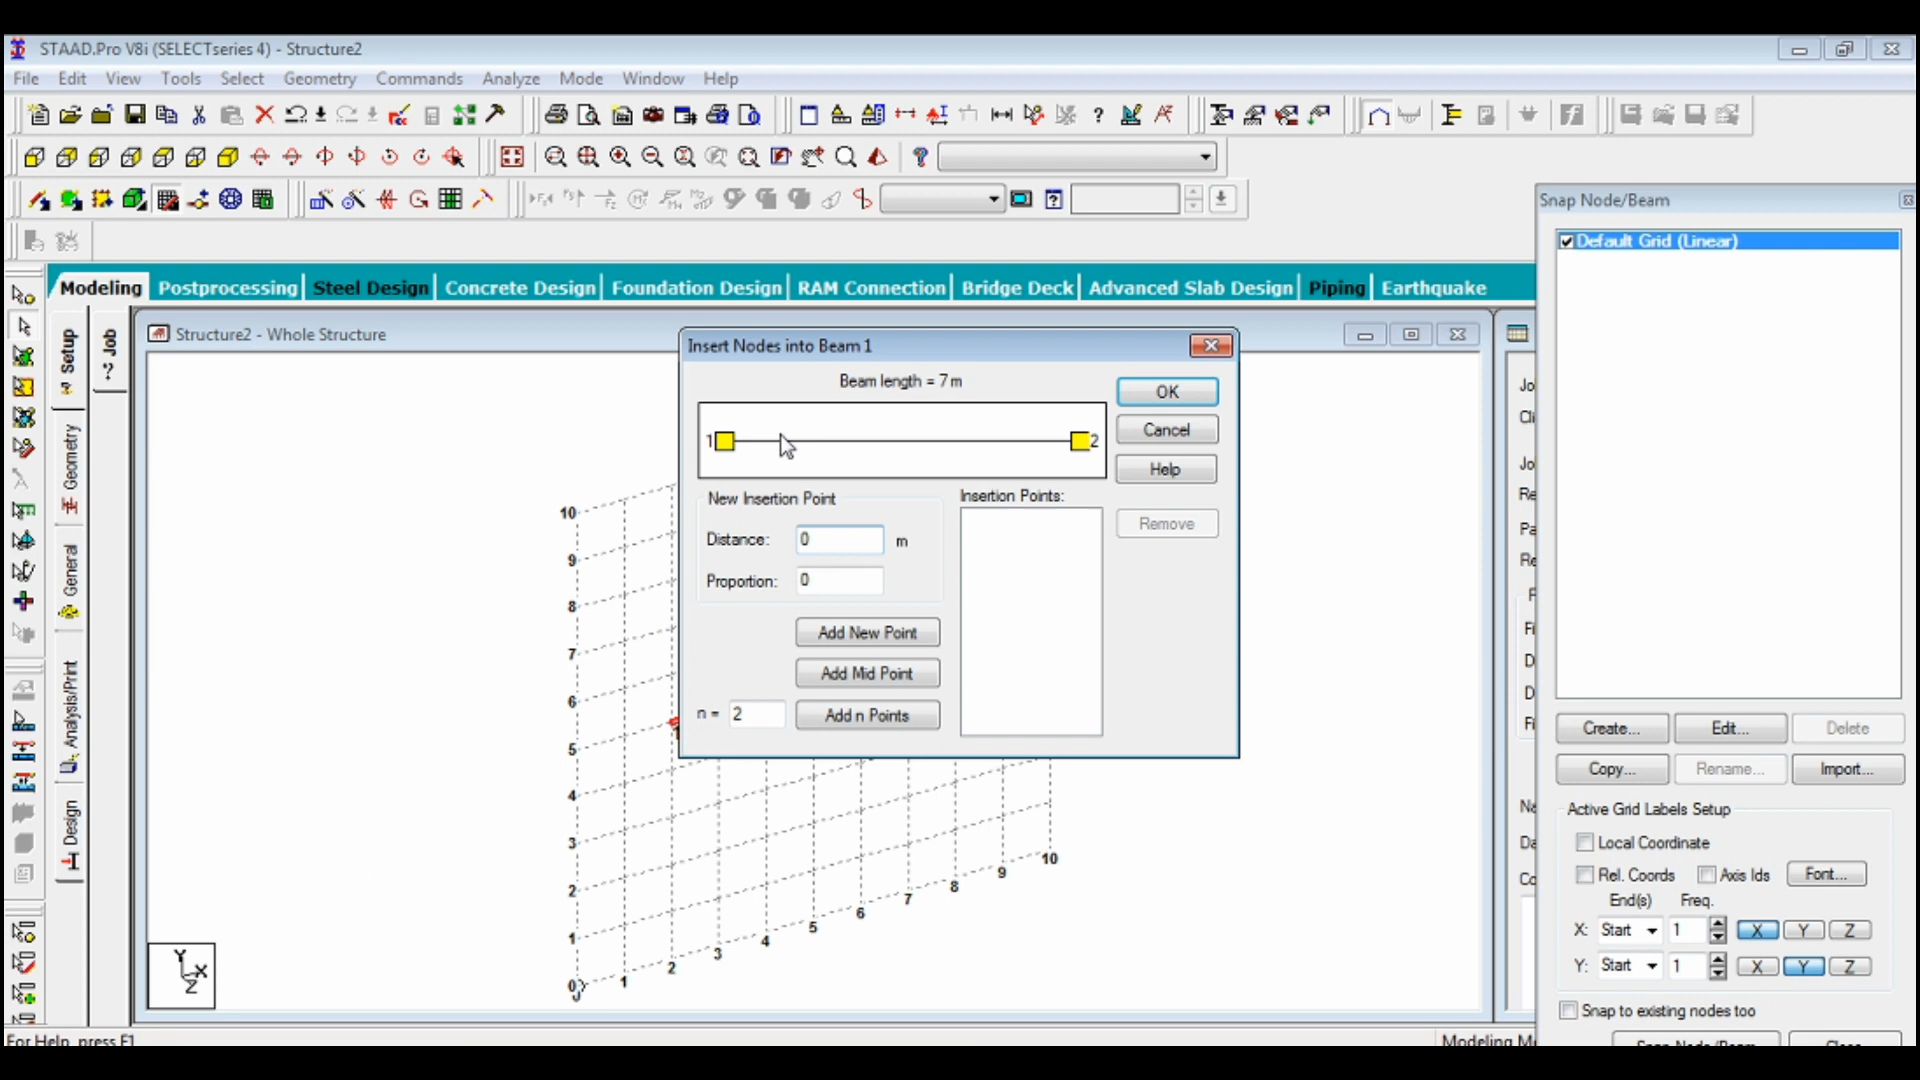 STAAD.Pro V8i (SELECTseries 4) - Structure2
File Edit View Tools Select Geometry Commands Analyze Mode Window Help
Snap Node/Beam
Default Grid (Linear)
Modeling Postprocessing Steel Design Concrete Design Foundation Design RAM Connection Bridge Deck Advanced Slab Design Piping Earthquake
Setup
Job
Geometry
General
Analysis/Print
Design
Structure2 - Whole Structure
Insert Nodes into Beam 1
Beam length = 7 m
1 2
OK
Cancel
Help
New Insertion Point
Insertion Points:
Distance: 0 m
Remove
Proportion: 0
Add New Point
Add Mid Point
n = 2 Add n Points
10
9
8
7
6
5
4
3
2
1
0
1 2 3 4 5 6 7 8 9 10
Y
X
Z
Create... Edit... Delete
Copy... Rename... Import...
Active Grid Labels Setup
Local Coordinate
Rel. Coords Axis Ids Font...
End(s) Freq.
X: Start 1 X Y Z
Y: Start 1 X Y Z
Snap to existing nodes too
Snap Node/Beam Close
For Help, press F1